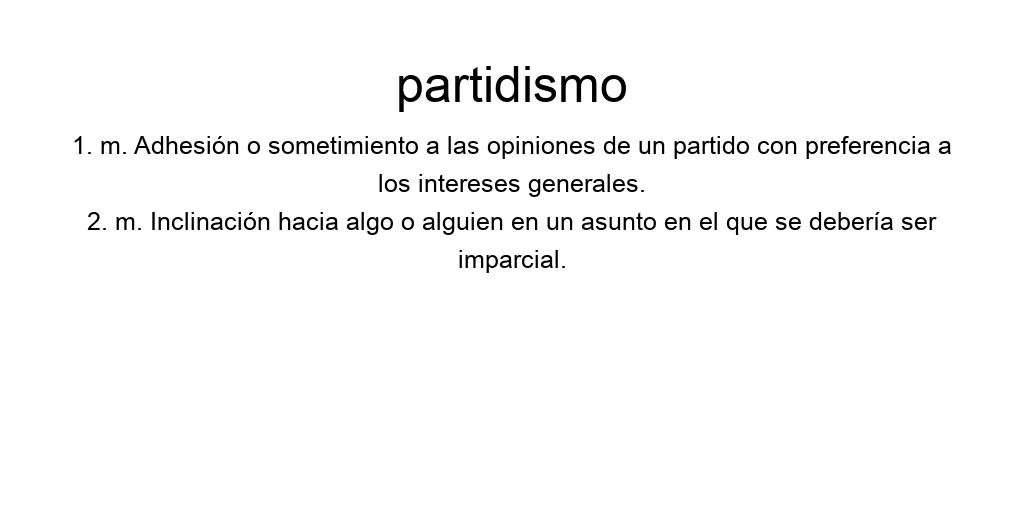 partidismo
1. m. Adhesión o sometimiento a las opiniones de un partido con preferencia a
los intereses generales.
2. m. Inclinación hacia algo o alguien en un asunto en el que se debería ser
imparcial.